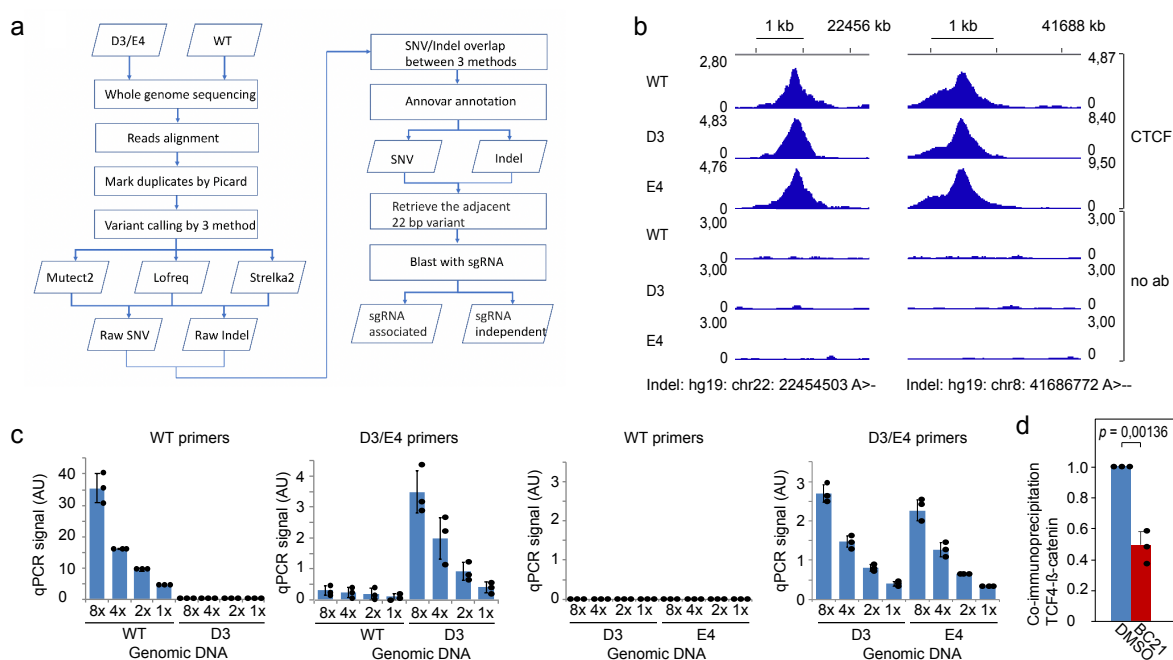 a
D3/E4
WT
Whole genome sequencing
Reads alignment
Mark duplicates by Picard
Variant calling by 3 method
Mutect2
Lofreq
Strelka2
Raw SNV
Raw Indel
SNV/Indel overlap
between 3 methods
Annovar annotation
SNV
Indel
Retrieve the adjacent
22 bp variant
Blast with sgRNA
sgRNA
associated
sgRNA
independent
b
1 kb
22456 kb
1 kb
41688 kb
WT
2,80
0
4,87
0
D3
4,83
0
8,40
0
E4
4,76
0
9,50
0
CTCF
WT
3,00
0
3,00
0
D3
3,00
0
3,00
0
E4
3.00
0
3,00
0
no ab
Indel: hg19: chr22: 22454503 A>-
Indel: hg19: chr8: 41686772 A>--
c
WT primers
qPCR signal (AU)
40
30
20
10
0
8x 4x 2x 1x 8x 4x 2x 1x
WT D3
Genomic DNA
D3/E4 primers
qPCR signal (AU)
4
3
2
1
0
8x 4x 2x 1x 8x 4x 2x 1x
WT D3
Genomic DNA
WT primers
qPCR signal (AU)
3
2
1
0
8x 4x 2x 1x 8x 4x 2x 1x
D3 E4
Genomic DNA
D3/E4 primers
qPCR signal (AU)
3
2
1
0
8x 4x 2x 1x 8x 4x 2x 1x
D3 E4
Genomic DNA
d
p = 0,00136
Co-immunoprecipitation
TCF4-ß-catenin
1.0
0.8
0.6
0.4
0.2
0
DMSO
BC21